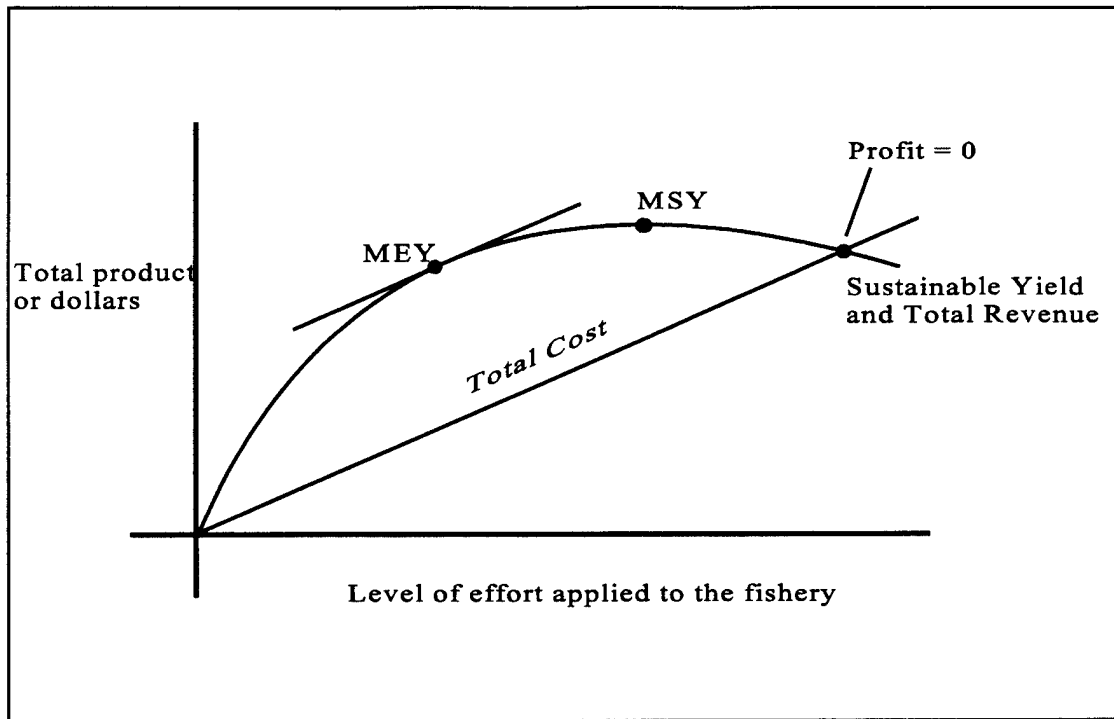 Profit = 0
MSY
MEY
Total product
or dollars
Sustainable Yield
and Total Revenue
Total Cost
Level of effort applied to the fishery